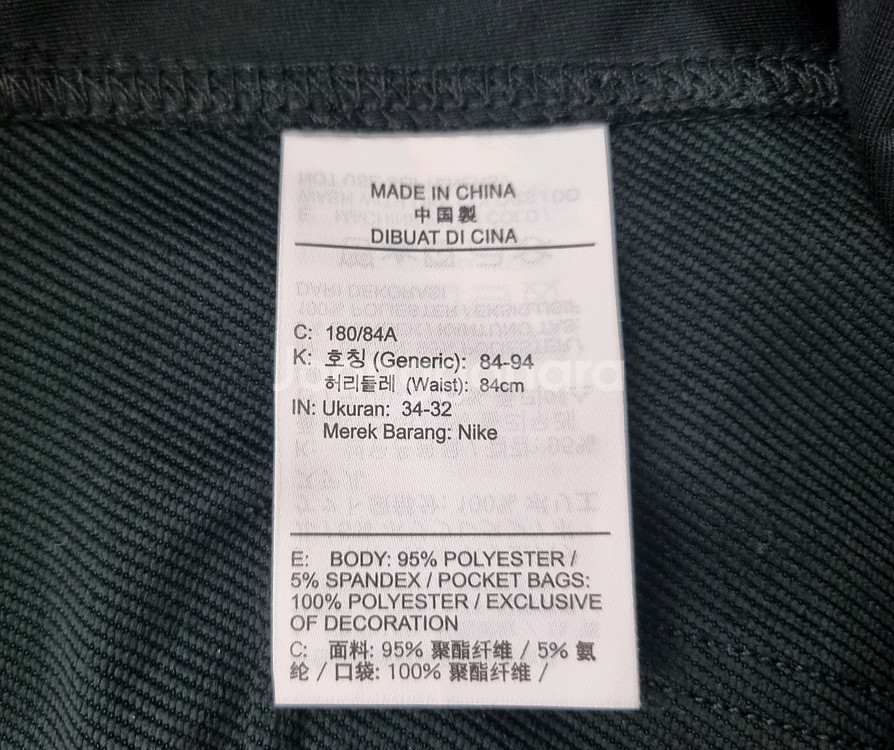 MADE IN CHINA
中国製
DIBUAT DI CINA
C: 180/84A
K: 호칭 (Generic): 84-94
허리둘레 (Waist): 84cm
IN: Ukuran: 34-32
Merek Barang: Nike
E: BODY: 95% POLYESTER /
5% SPANDEX / POCKET BAGS:
100% POLYESTER / EXCLUSIVE
OF DECORATION
C: 面料: 95% 聚酯纤维 / 5% 氨
纶 / 口袋: 100% 聚酯纤维 /